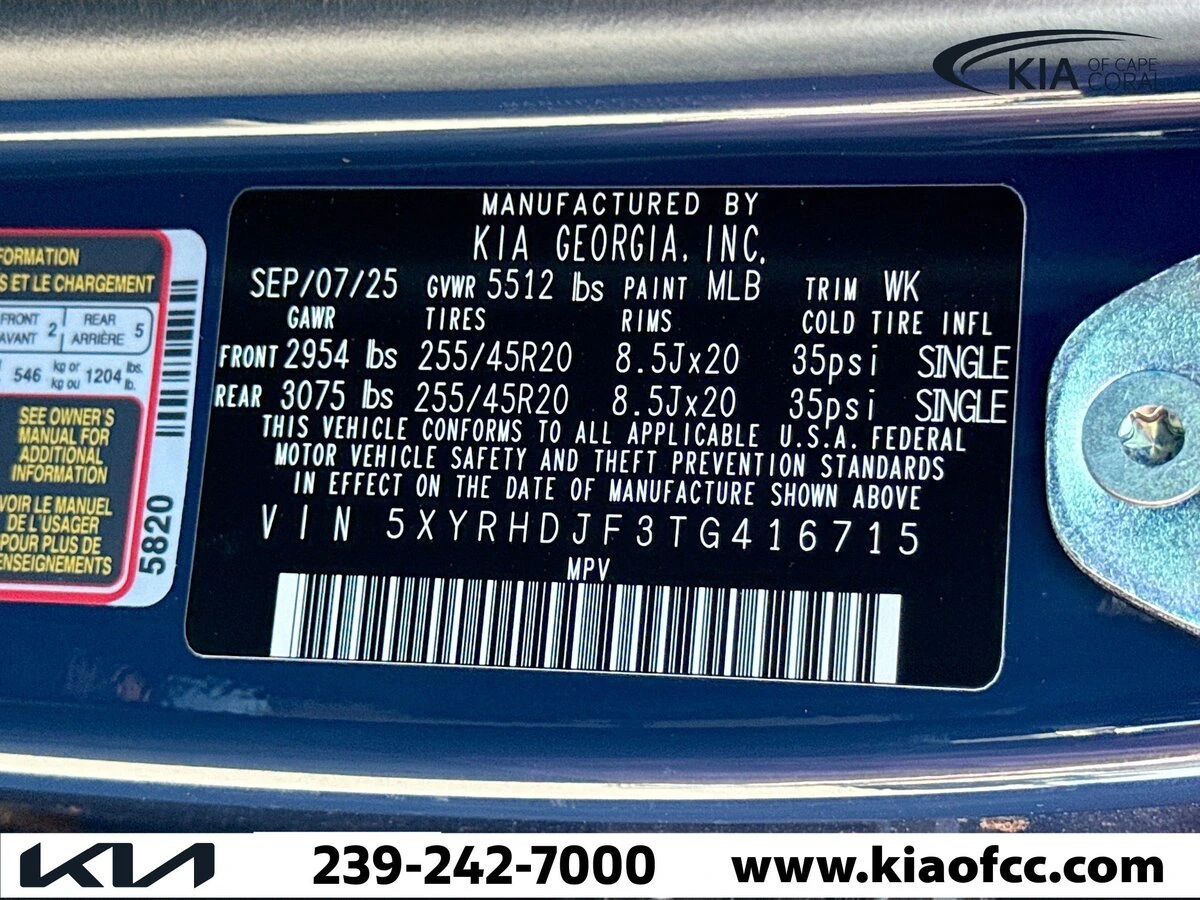 KIA OF CAPE CORAL
MANUFACTURED BY
KIA GEORGIA, INC.
SEP/07/25 GVWR 5512 lbs PAINT MLB TRIM WK
GAWR TIRES RIMS COLD TIRE INFL
FRONT 2954 lbs 255/45R20 8.5Jx20 35psi SINGLE
REAR 3075 lbs 255/45R20 8.5Jx20 35psi SINGLE
THIS VEHICLE CONFORMS TO ALL APPLICABLE U.S.A. FEDERAL
MOTOR VEHICLE SAFETY AND THEFT PREVENTION STANDARDS
IN EFFECT ON THE DATE OF MANUFACTURE SHOWN ABOVE
VIN 5XYRHDJF3TG416715
MPV
ET LE CHARGEMENT
FRONT 2 REAR 5
ARRIÈRE
546 kg or kg ou 1204 lbs. lb.
SEE OWNER'S
MANUAL FOR
ADDITIONAL
INFORMATION
VOIR LE MANUEL
DE L'USAGER
POUR PLUS DE
5820
KIA 239-242-7000 www.kiaofcc.com